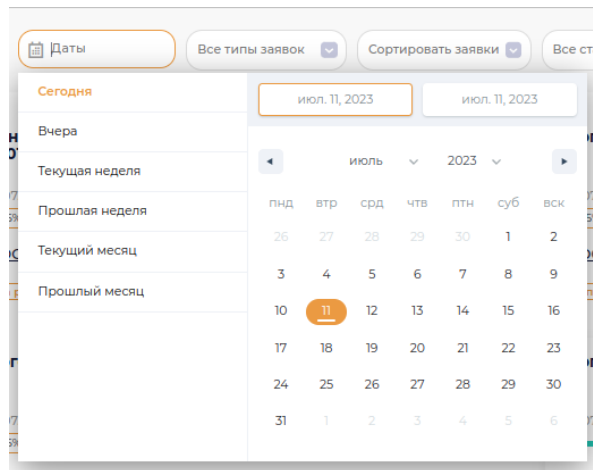 Даты
Все типы заявок
Сортировать заявки
Все ст
Сегодня
Вчера
Текущая неделя
Прошлая неделя
Текущий месяц
Прошлый месяц
июл. 11, 2023
июл. 11, 2023
июль 2023
пнд втр срд чтв птн суб вск
26 27 28 29 30 1 2
3 4 5 6 7 8 9
10 11 12 13 14 15 16
17 18 19 20 21 22 23
24 25 26 27 28 29 30
31 1 2 3 4 5 6